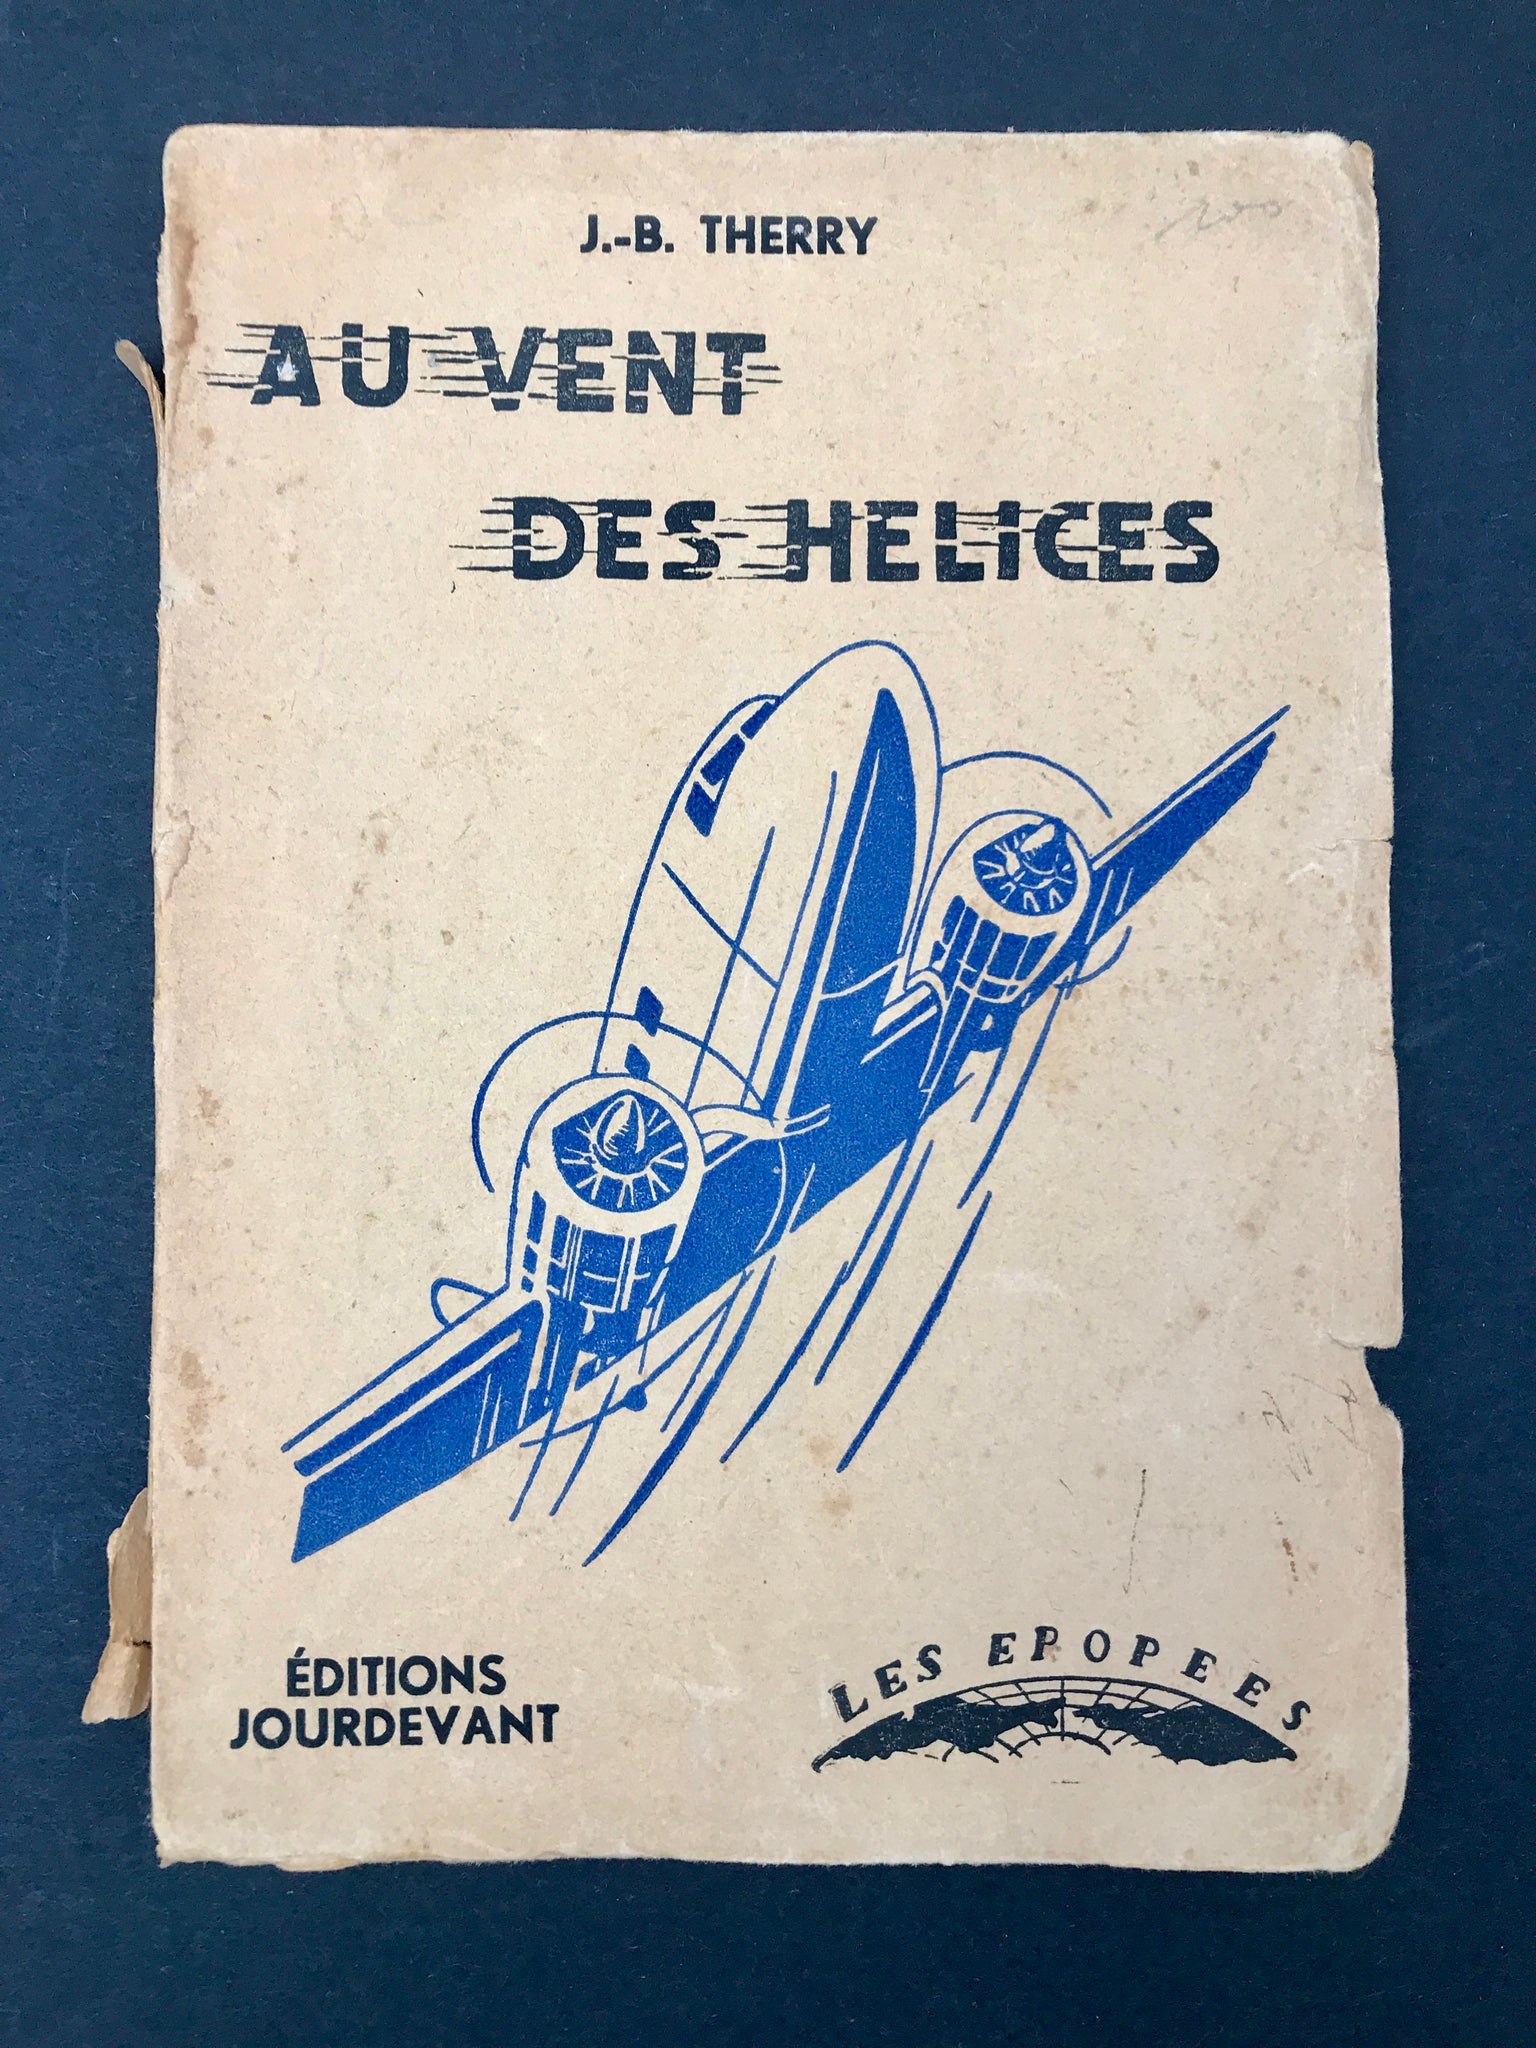 J.-B. THERRY
AU VENT
DES HELICES
ÉDITIONS
JOURDEVANT
LES EPOPEES